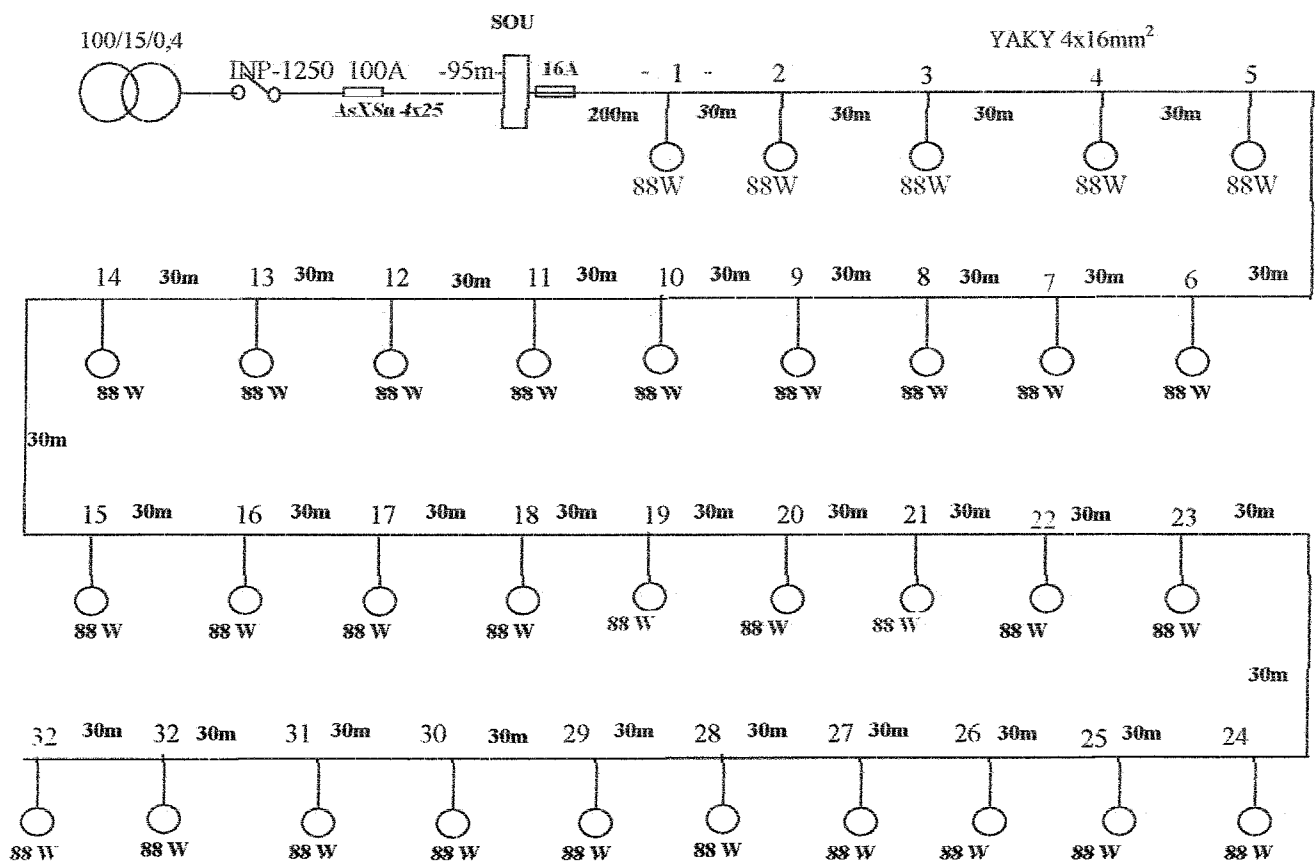 SOU
100/15/0,4
YAKY 4x16mm²
INP-1250 100A -95m- 16A - 1 - 2 3 4 5
AsXSn 4x25 200m 30m 30m 30m 30m
88W 88W 88W 88W 88W
14 30m 13 30m 12 30m 11 30m 10 30m 9 30m 8 30m 7 30m 6 30m
88 W 88 W 88 W 88 W 88 W 88 W 88 W 88 W 88 W
30m
15 30m 16 30m 17 30m 18 30m 19 30m 20 30m 21 30m 22 30m 23 30m
88 W 88 W 88 W 88 W 88 W 88 W 88 W 88 W 88 W
30m
32 30m 32 30m 31 30m 30 30m 29 30m 28 30m 27 30m 26 30m 25 30m 24
88 W 88 W 88 W 88 W 88 W 88 W 88 W 88 W 88 W 88 W